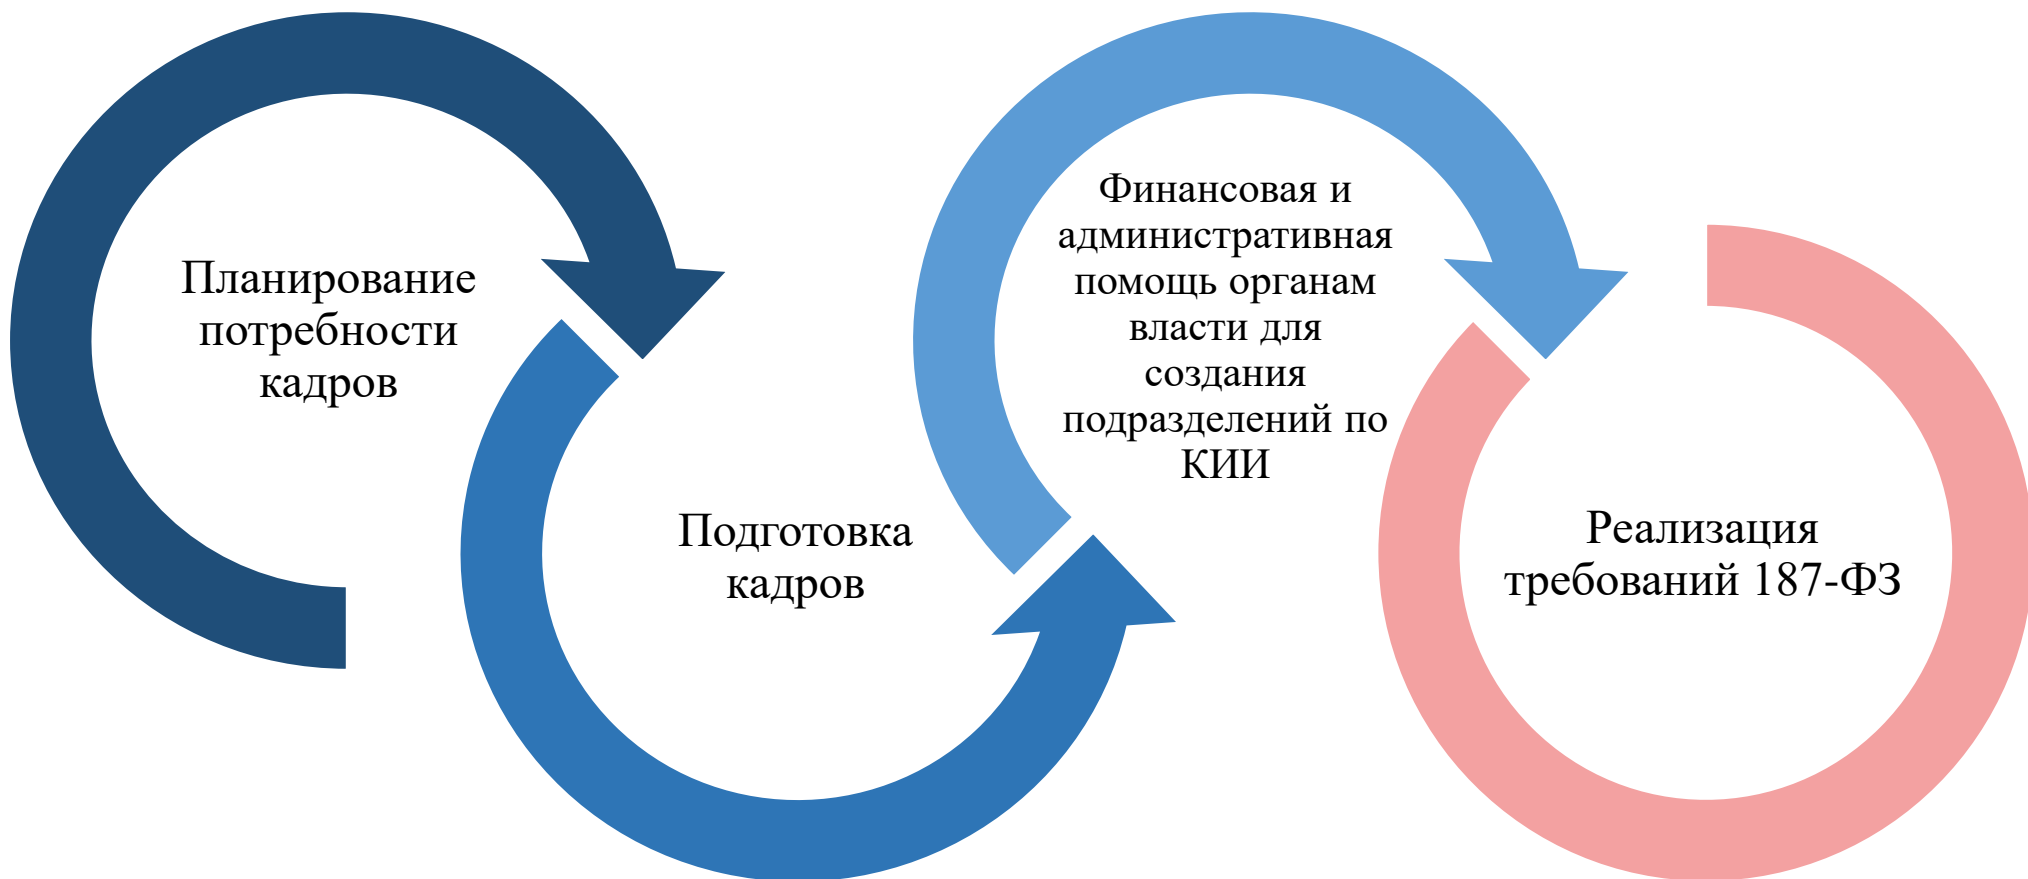 Планирование
потребности
кадров
Подготовка
кадров
Финансовая и
административная
помощь органам
власти для
создания
подразделений по
КИИ
Реализация
требований 187-ФЗ